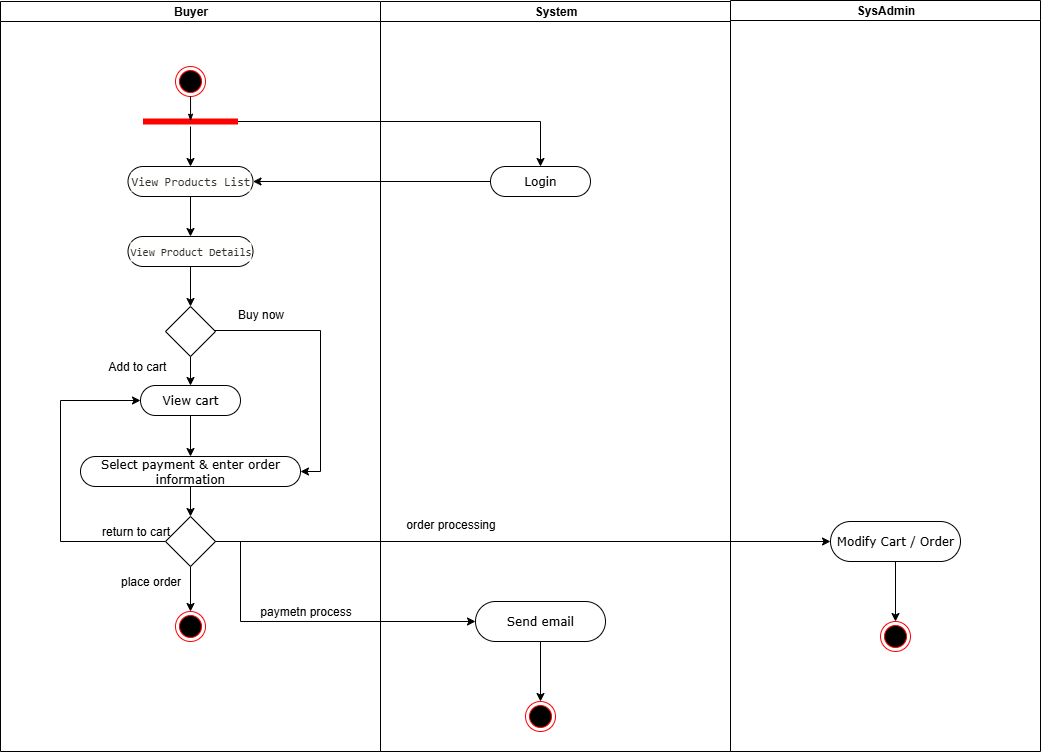 Buyer
System
SysAdmin
View Products List
Login
View Product Details
Buy now
Add to cart
View cart
Select payment & enter order
information
order processing
return to cart
Modify Cart / Order
place order
paymetn process
Send email